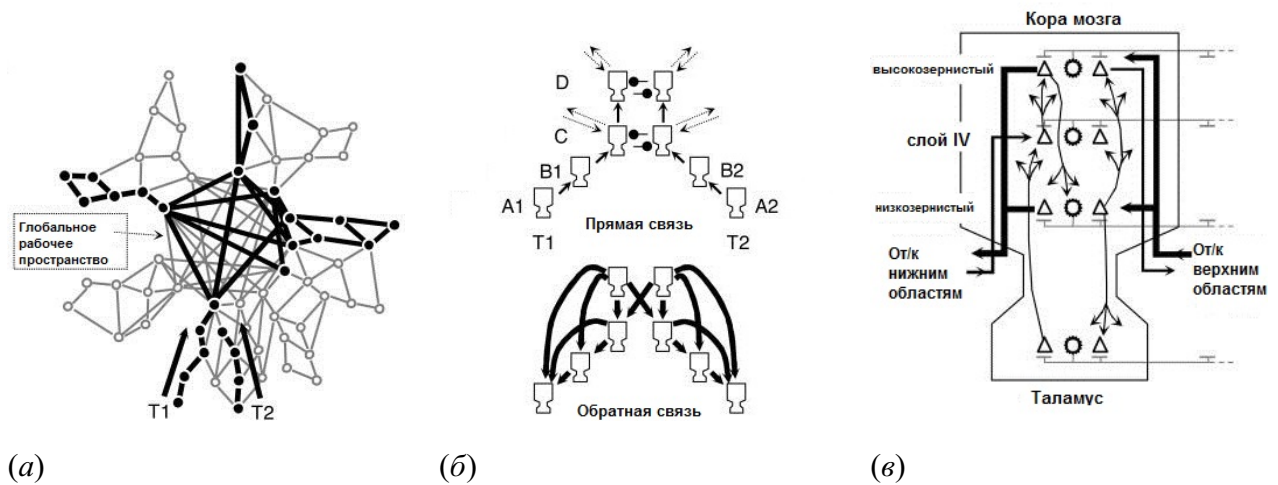 Глобальное
рабочее
пространство
T1
T2
(а)
D
C
B1
B2
A1
A2
Прямая связь
T1
T2
Обратная связь
(б)
Кора мозга
высокозернистый
слой IV
низкозернистый
От/к
нижним
областям
От/к
верхним
областям
Таламус
(в)